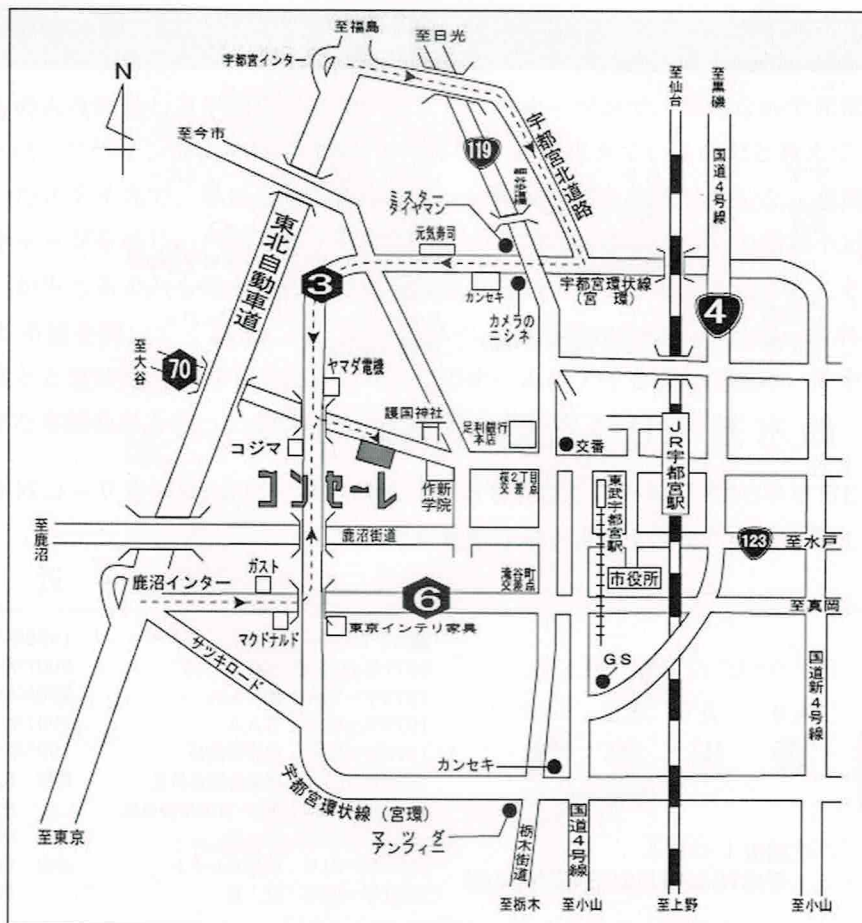 至福島
至日光
宇都宮インター
N
至仙台
至黒磯
至今市
119
宇都宮北道路
国道4号線
ミスター
ダイヤマン
元気寿司
東北自動車道
3
カンセキ
宇都宮環状線
(宮環)
4
カメラの
ニシネ
至大谷
70
ヤマダ電機
護国神社
足利銀行
本店
交番
JR宇都宮駅
コジマ
コンセーレ
作新
学院
桜2丁目
交差点
東武宇都宮駅
至鹿沼
鹿沼街道
123
至水戸
ガスト
鹿沼インター
滝谷町
交差点
市役所
6
至真岡
マクドナルド
東京インテリ家具
サツキロード
GS
国道新4号線
カンセキ
宇都宮環状線(宮環)
至東京
マツダ
アンフィニ
栃木街道
国道4号線
至栃木
至小山
至上野
至小山